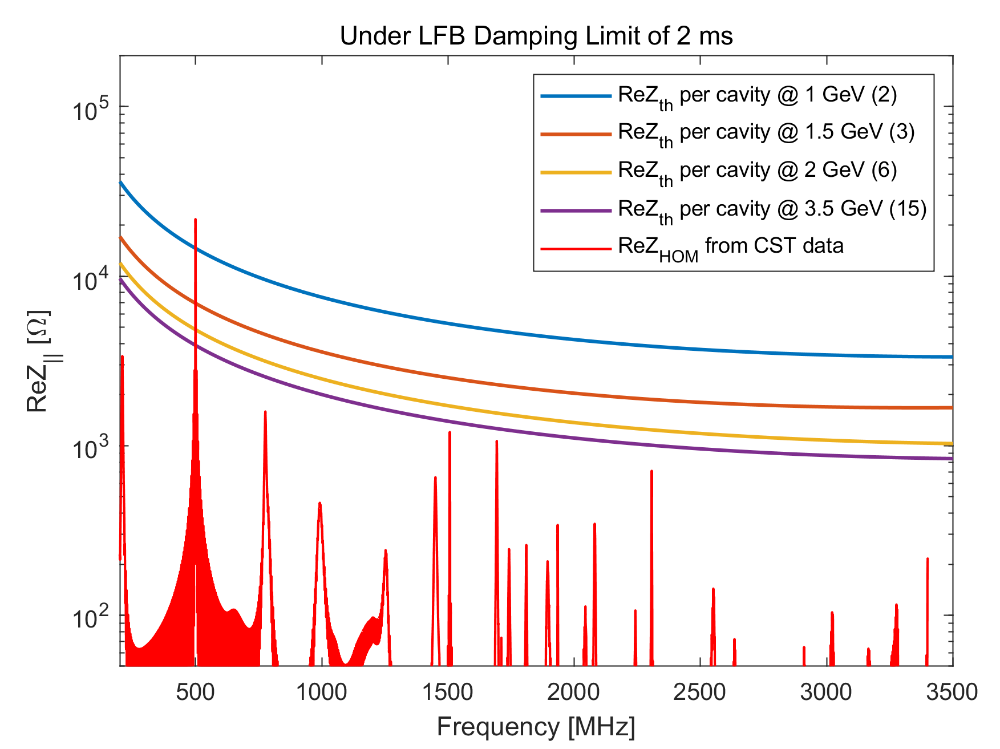 Under LFB Damping Limit of 2 ms
ReZth per cavity @ 1 GeV (2)
ReZth per cavity @ 1.5 GeV (3)
ReZth per cavity @ 2 GeV (6)
ReZth per cavity @ 3.5 GeV (15)
ReZHOM from CST data
10^5
10^4
10^3
10^2
ReZ|| [Ω]
500 1000 1500 2000 2500 3000 3500
Frequency [MHz]